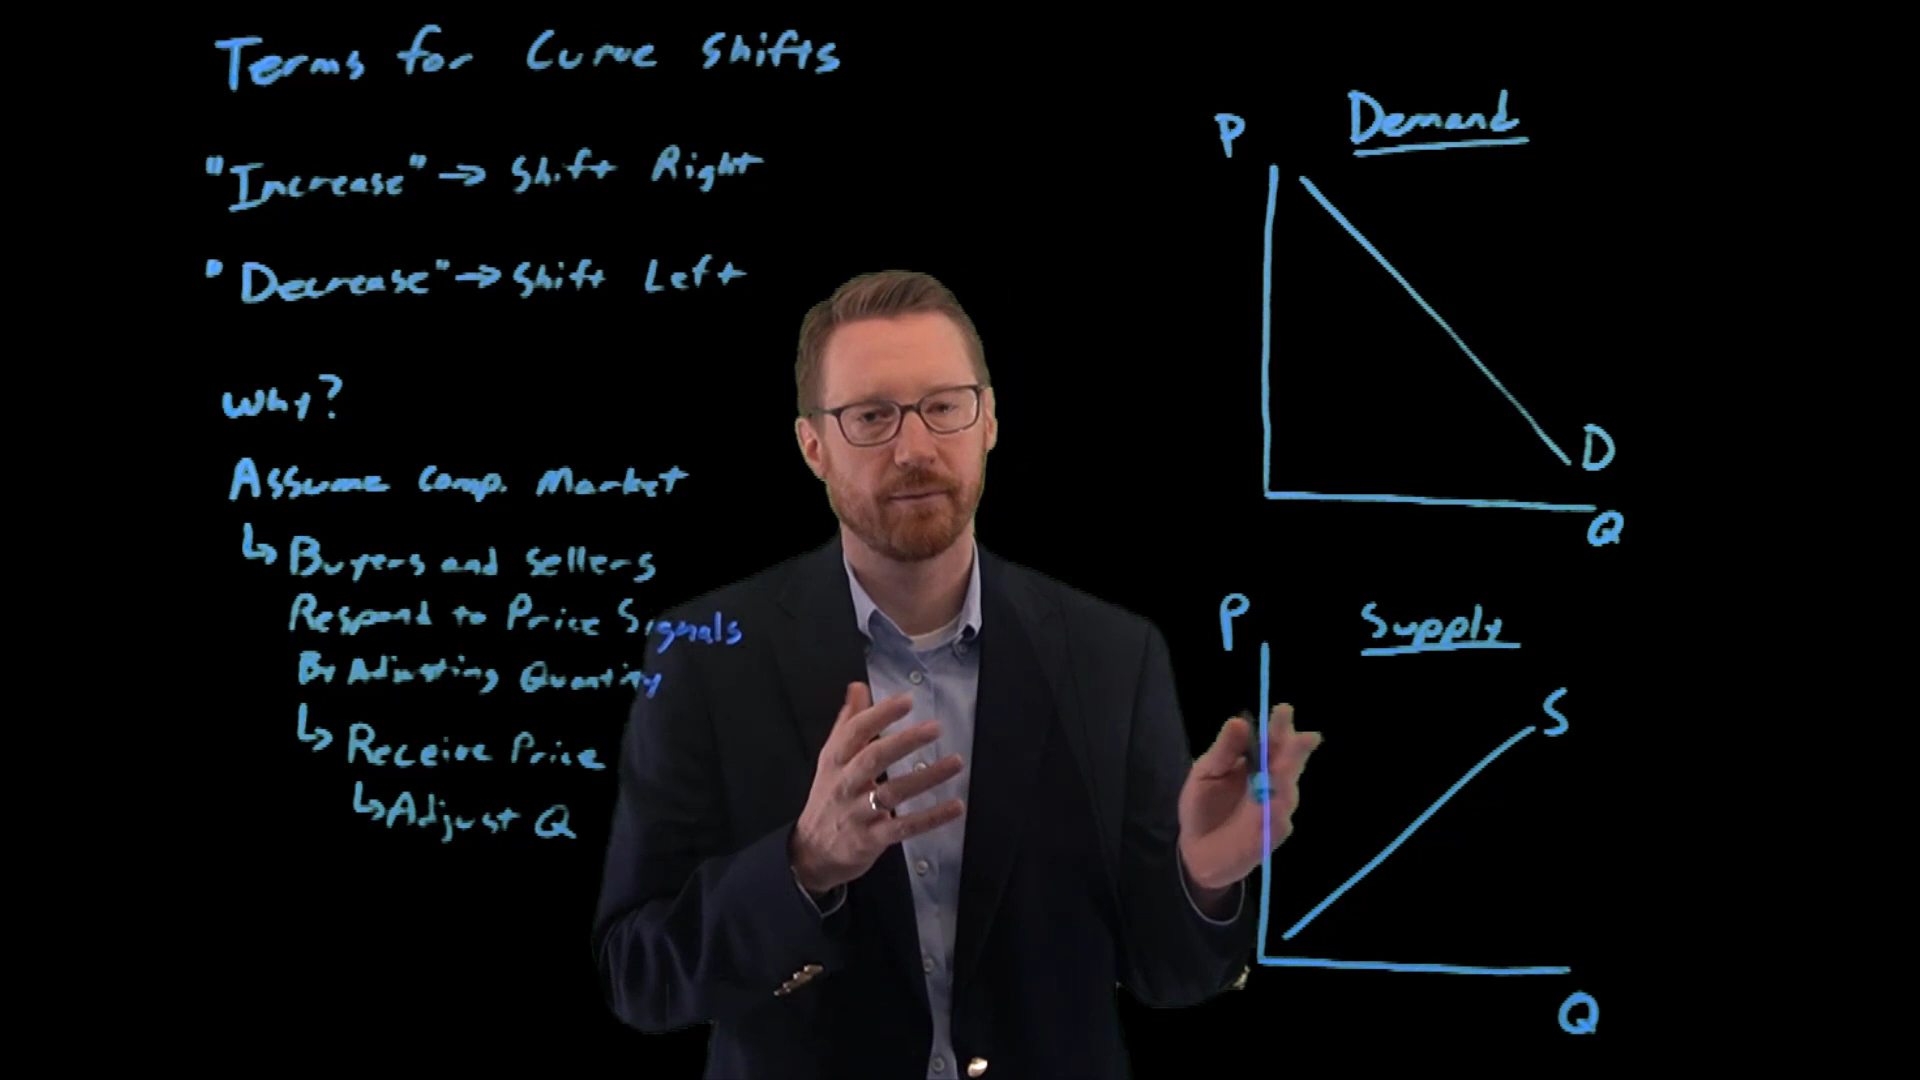 Terms for Curve Shifts
"Increase" → Shift Right
"Decrease" → Shift Left
Why?
Assume Comp. Market
↳ Buyers and Sellers
Respond to Price Signals
By Adjusting Quantity
↳ Receive Price
↳ Adjust Q
Demand
P
D
Q
Supply
P
S
Q